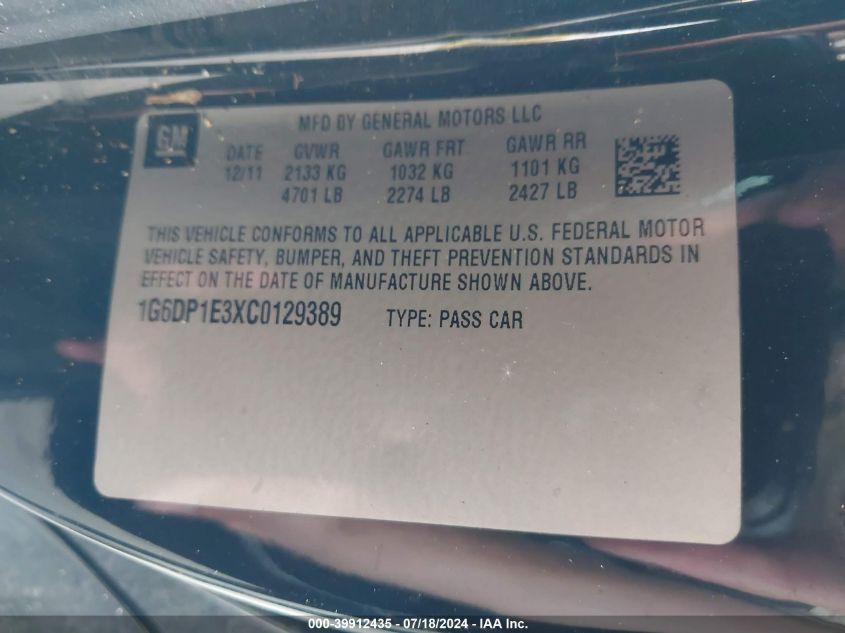 MFD BY GENERAL MOTORS LLC
GM
DATE GVWR GAWR FRT GAWR RR
12/11 2133 KG 1032 KG 1101 KG
4701 LB 2274 LB 2427 LB
THIS VEHICLE CONFORMS TO ALL APPLICABLE U.S. FEDERAL MOTOR
VEHICLE SAFETY, BUMPER, AND THEFT PREVENTION STANDARDS IN
EFFECT ON THE DATE OF MANUFACTURE SHOWN ABOVE.
1G6DP1E3XC0129389 TYPE: PASS CAR
000-39912435 - 07/18/2024 - IAA Inc.